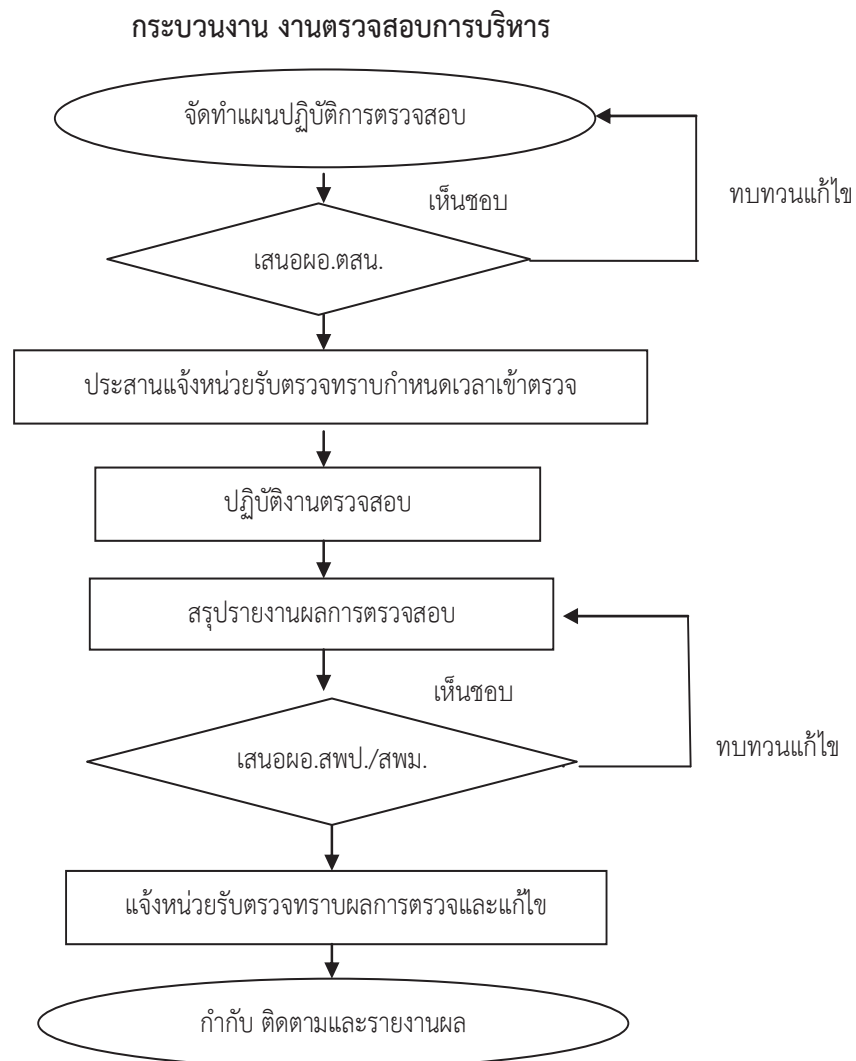 กระบวนงาน งานตรวจสอบการบริหาร
จัดทำแผนปฏิบัติการตรวจสอบ
เห็นชอบ
ทบทวนแก้ไข
เสนอผอ.ตสน.
ประสานแจ้งหน่วยรับตรวจทราบกำหนดเวลาเข้าตรวจ
ปฏิบัติงานตรวจสอบ
สรุปรายงานผลการตรวจสอบ
เห็นชอบ
ทบทวนแก้ไข
เสนอผอ.สพป./สพม.
แจ้งหน่วยรับตรวจทราบผลการตรวจและแก้ไข
กำกับ ติดตามและรายงานผล